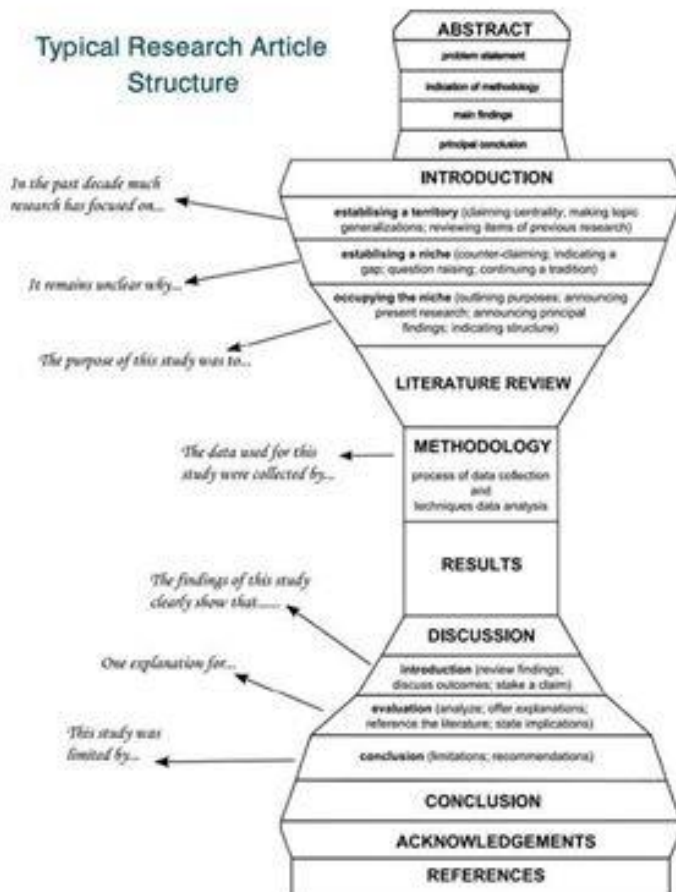 Typical Research Article
Structure
ABSTRACT
problem statement
indication of methodology
main findings
principal conclusion
INTRODUCTION
In the past decade much
research has focused on...
establising a territory (claiming centrality; making topic
generalizations; reviewing items of previous research)
establising a niche (counter-claiming; indicating a
gap; question raising; continuing a tradition)
It remains unclear why...
occupying the niche (outlining purposes; announcing
present research; announcing principal
findings; indicating structure)
The purpose of this study was to...
LITERATURE REVIEW
METHODOLOGY
The data used for this
study were collected by...
process of data collection
and
techniques data analysis
RESULTS
The findings of this study
clearly show that......
DISCUSSION
introduction (review findings;
discuss outcomes; stake a claim)
One explanation for...
evaluation (analyze; offer explanations;
reference the literature; state implications)
This study was
limited by...
conclusion (limitations; recommendations)
CONCLUSION
ACKNOWLEDGEMENTS
REFERENCES